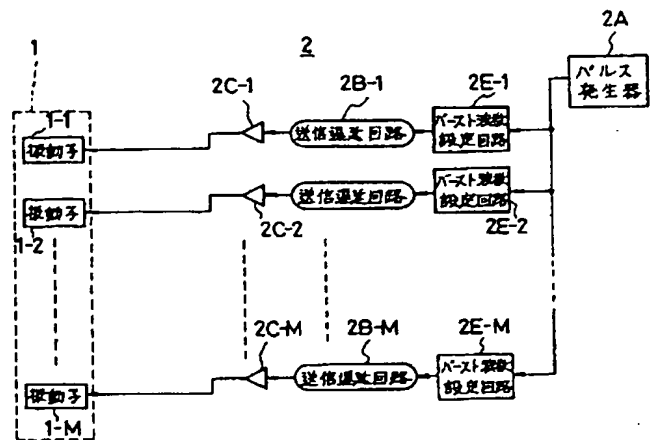 1
2
2A
パルス
発生器
2C-1
2B-1
2E-1
1-1
振動子
送信遅延回路
バースト波数
設定回路
振動子
送信遅延回路
バースト波数
設定回路
1-2
2C-2
2E-2
2C-M
2B-M
2E-M
振動子
送信遅延回路
バースト波数
設定回路
1-M